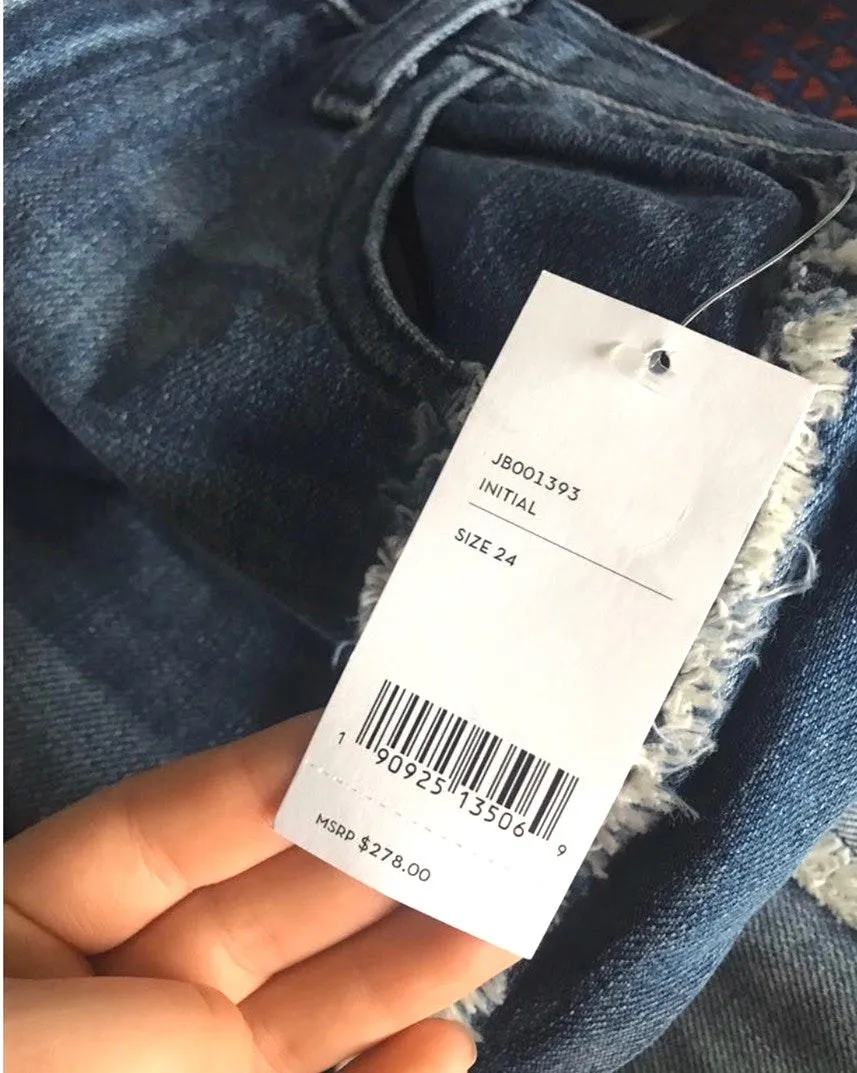 JB001393
INITIAL
SIZE 24
1 90925 13506 9
MSRP $278.00